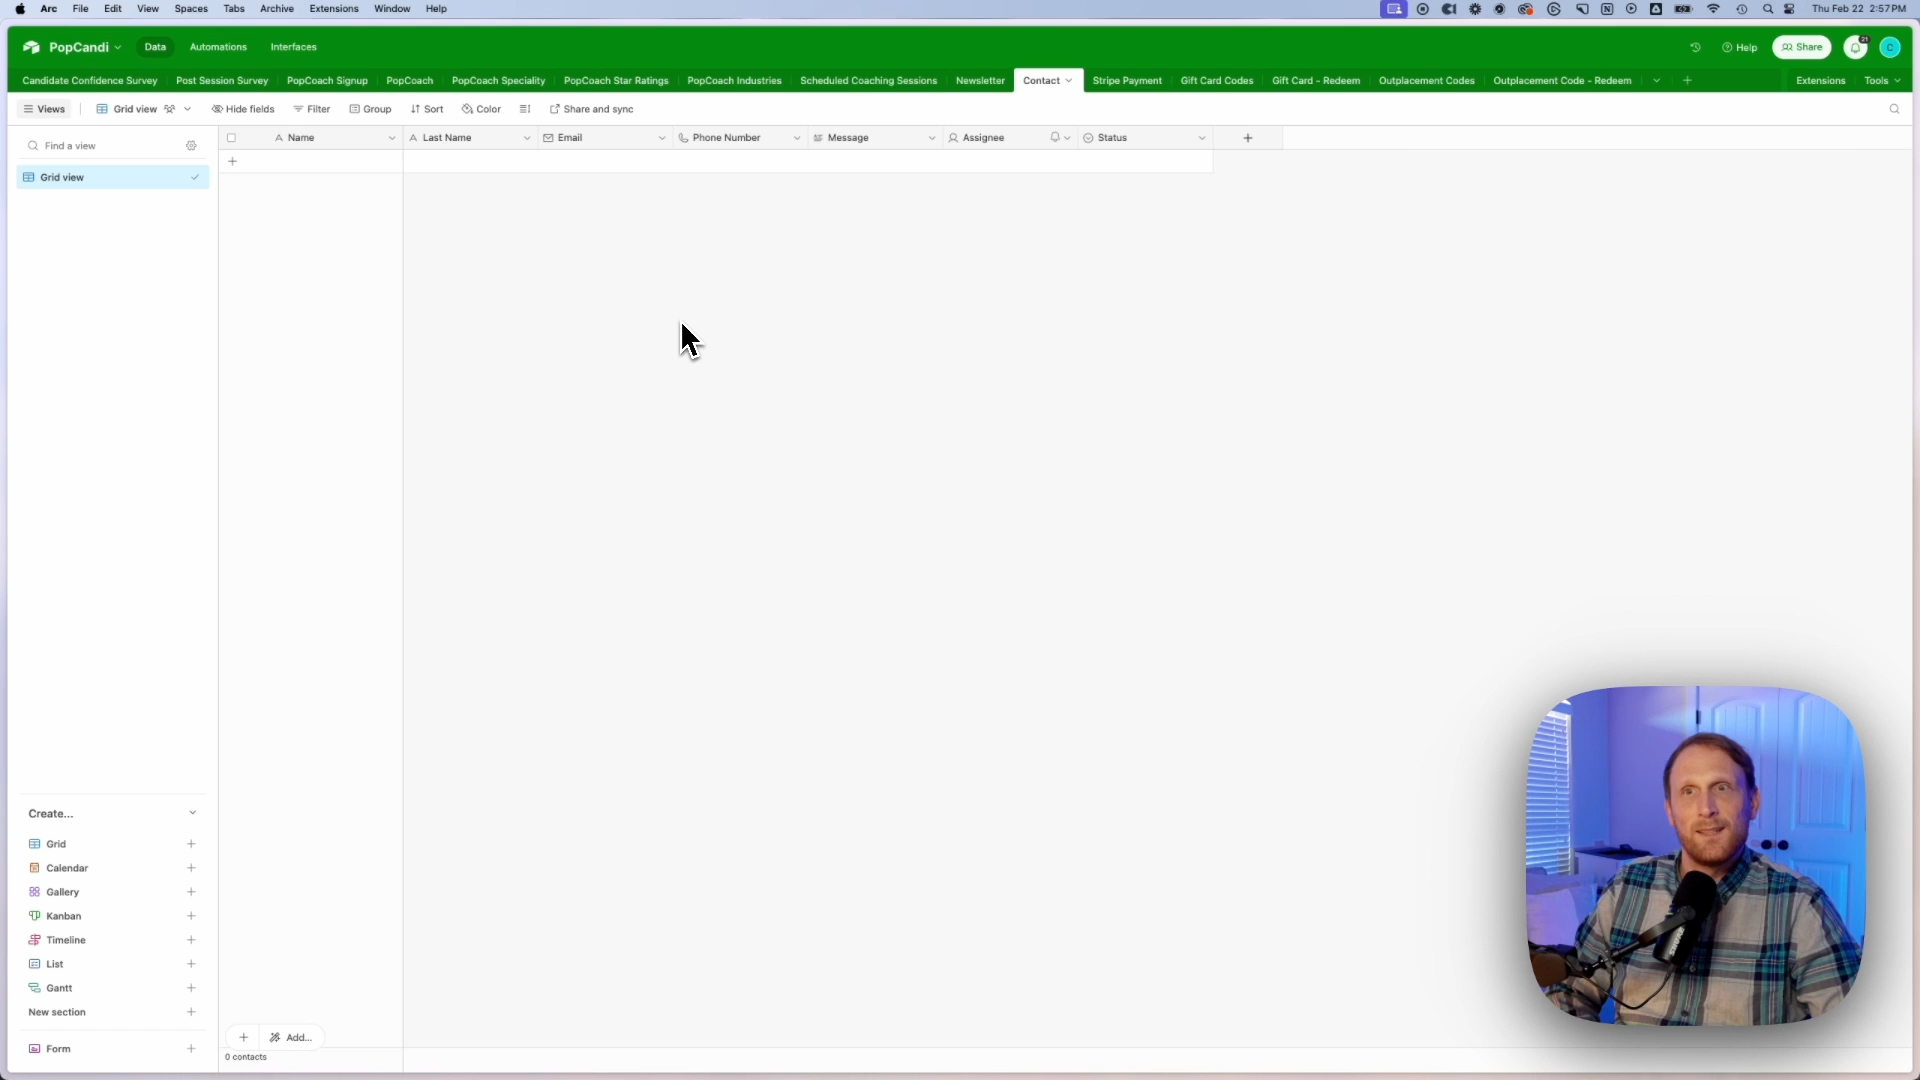 Arc File Edit View Spaces Tabs Archive Extensions Window Help Thu Feb 22 2:57 PM
PopCandi Data Automations Interfaces Help Share 21 C
Candidate Confidence Survey Post Session Survey PopCoach Signup PopCoach PopCoach Speciality PopCoach Star Ratings PopCoach Industries Scheduled Coaching Sessions Newsletter Contact Stripe Payment Gift Card Codes Gift Card - Redeem Outplacement Codes Outplacement Code - Redeem Extensions Tools
Views Grid view Hide fields Filter Group Sort Color Share and sync
Find a view
Name Last Name Email Phone Number Message Assignee Status
Grid view
Create...
Grid
Calendar
Gallery
Kanban
Timeline
List
Gantt
New section
Add...
Form
0 contacts